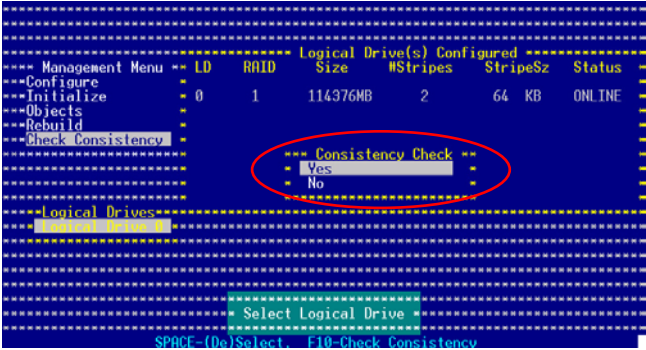 Logical Drive(s) Configured
Management Menu
LD RAID Size #Stripes StripeSz Status
Configure
Initialize
0 1 114376MB 2 64 KB ONLINE
Objects
Rebuild
Check Consistency
Consistency Check
Yes
No
Logical Drives
Logical Drive 0
Select Logical Drive
SPACE-(De)Select, F10-Check Consistency